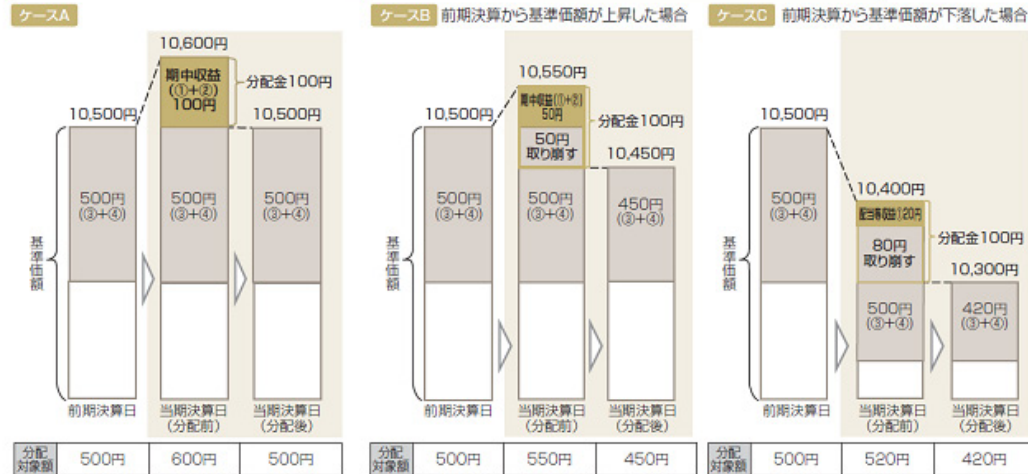 ケースA
10,600円
期中収益
(①+②)
100円
分配金100円
10,500円
10,500円
500円
(③+④)
500円
(③+④)
500円
(③+④)
基準価額
前期決算日
当期決算日
(分配前)
当期決算日
(分配後)
分配
対象額
500円
600円
500円
ケースB 前期決算から基準価額が上昇した場合
10,550円
期中収益(①+②)
50円
分配金100円
10,500円
50円
取り崩す
10,450円
500円
(③+④)
500円
(③+④)
450円
(③+④)
基準価額
前期決算日
当期決算日
(分配前)
当期決算日
(分配後)
分配
対象額
500円
550円
450円
ケースC 前期決算から基準価額が下落した場合
10,500円
10,400円
配当等収益①20円
分配金100円
80円
取り崩す
10,300円
500円
(③+④)
500円
(③+④)
420円
(③+④)
基準価額
前期決算日
当期決算日
(分配前)
当期決算日
(分配後)
分配
対象額
500円
520円
420円